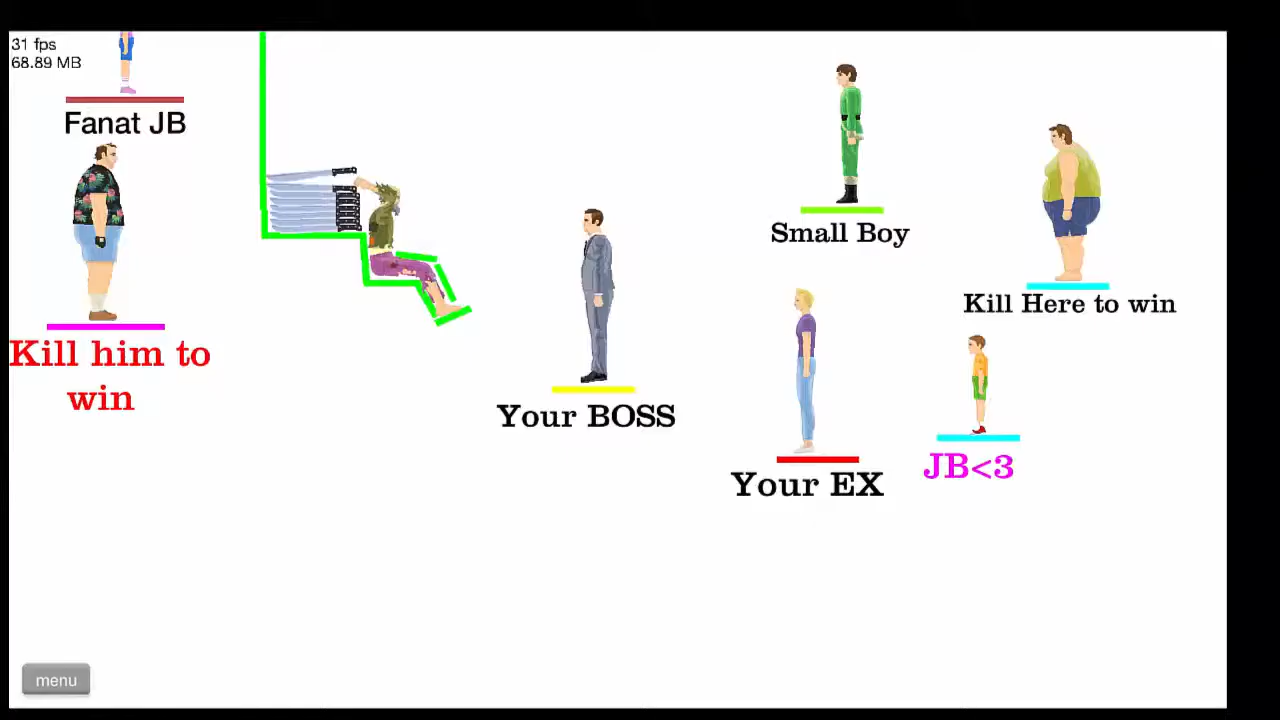 31 fps
68.89 MB
Fanat JB
Small Boy
Kill Here to win
Kill him to
win
Your BOSS
JB<3
Your EX
menu